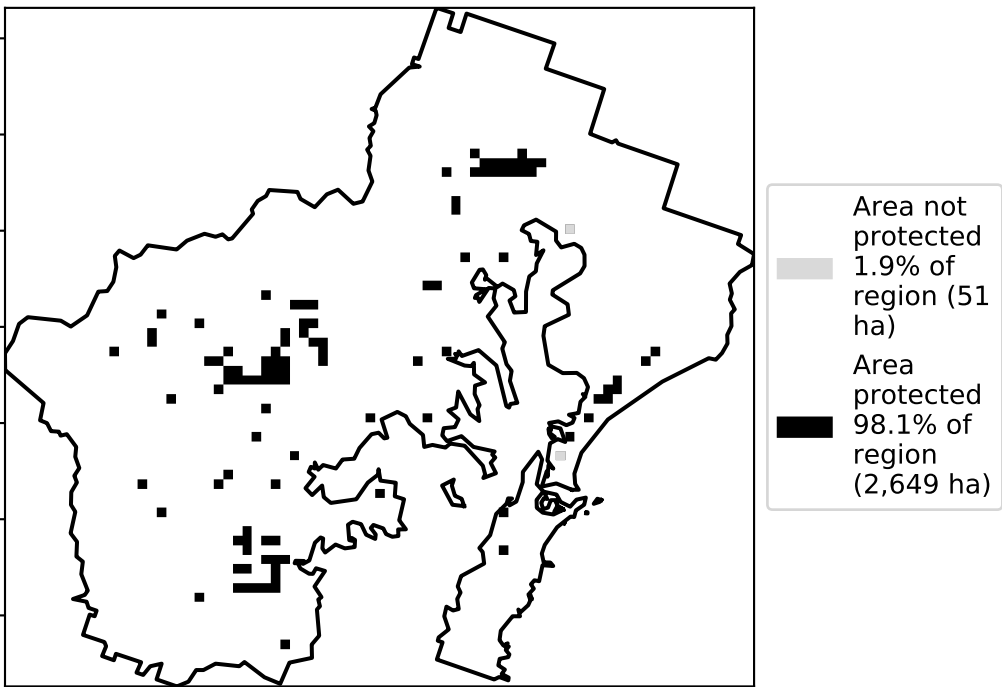 Area not
protected
1.9% of
region (51
ha)
Area
protected
98.1% of
region
(2,649 ha)